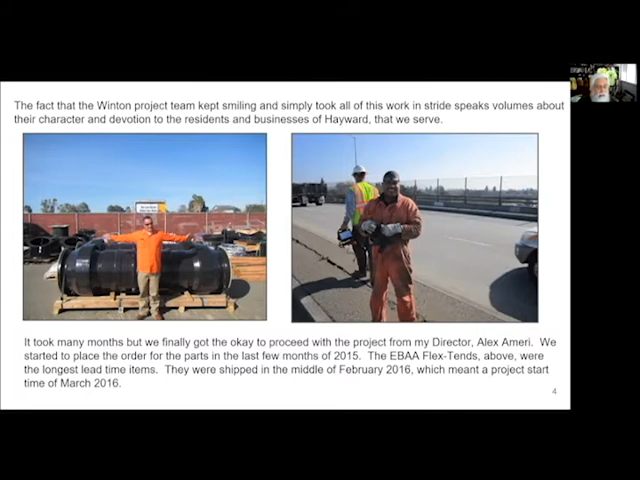 The fact that the Winton project team kept smiling and simply took all of this work in stride speaks volumes about
their character and devotion to the residents and businesses of Hayward, that we serve.
It took many months but we finally got the okay to proceed with the project from my Director, Alex Ameri. We
started to place the order for the parts in the last few months of 2015. The EBAA Flex-Tends, above, were
the longest lead time items. They were shipped in the middle of February 2016, which meant a project start
time of March 2016.
4